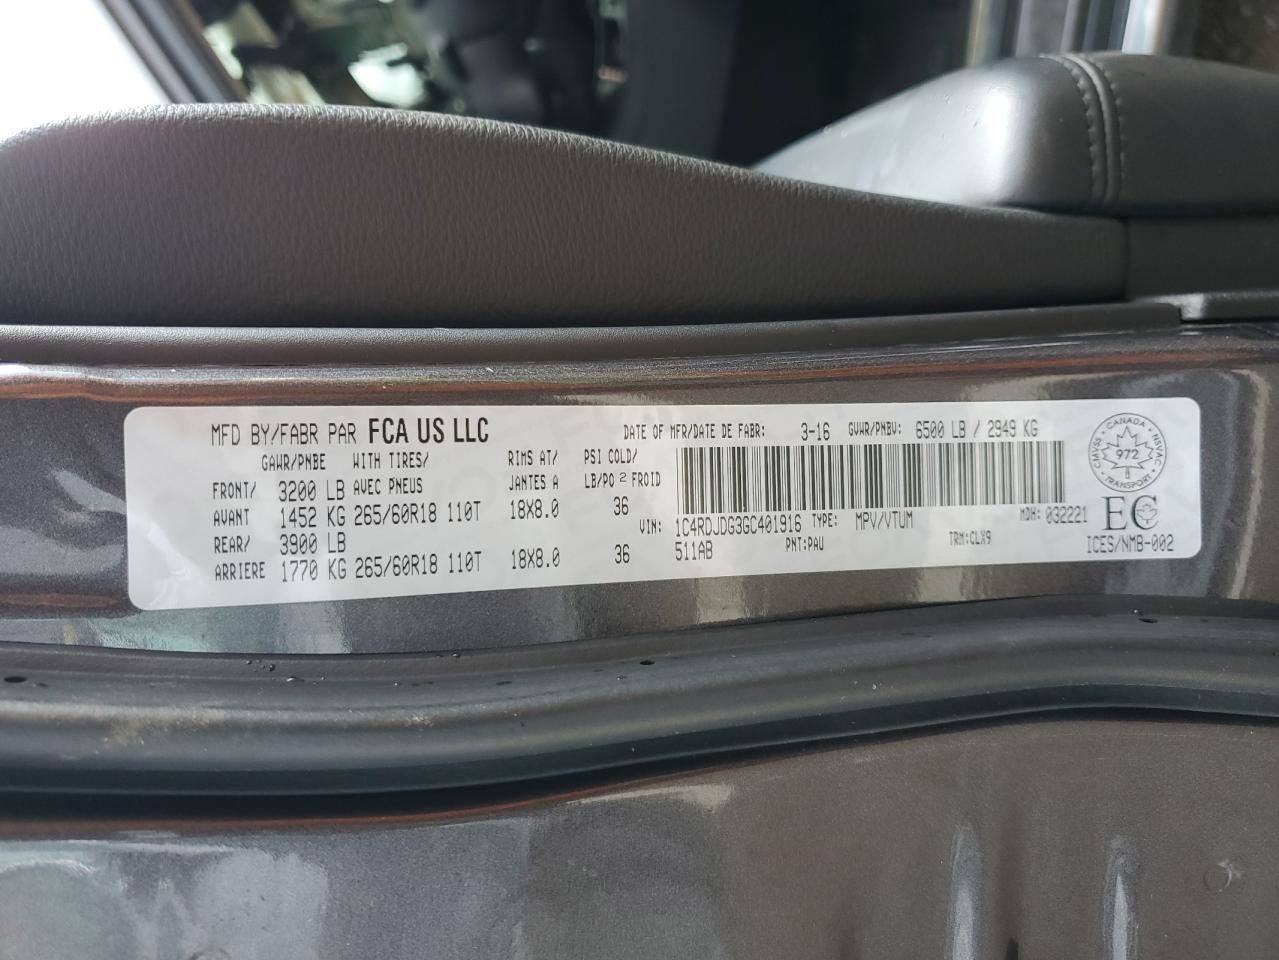 MFD BY/FABR PAR FCA US LLC DATE OF MFR/DATE DE FABR: 3-16 GVWR/PNBV: 6500 LB / 2949 KG
GAWR/PNBE WITH TIRES/ RIMS AT/ PSI COLD/
FRONT/ 3200 LB AVEC PNEUS JANTES A LB/PO2 FROID
AVANT 1452 KG 265/60R18 110T 18X8.0 36
VIN: 1C4RDJDG3GC401916 TYPE: MPV/VTUM MDH: 032221
REAR/ 3900 LB
511AB PNT:PAU TRM:CLX9
ARRIERE 1770 KG 265/60R18 110T 18X8.0 36
CANADA
CMVSS NSVAC
972
TRANSPORT
EC
ICES/NMB-002